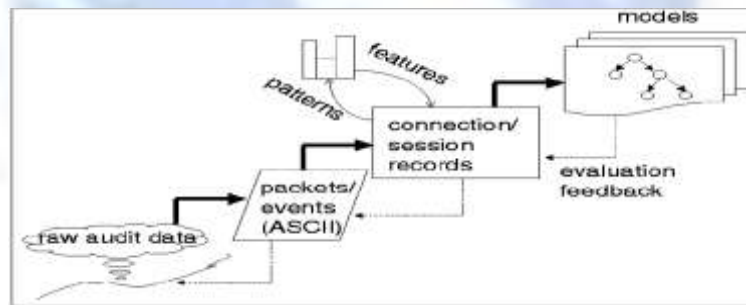 models
features
patterns
connection/
session
records
evaluation
feedback
packets/
events
(ASCII)
raw audit data